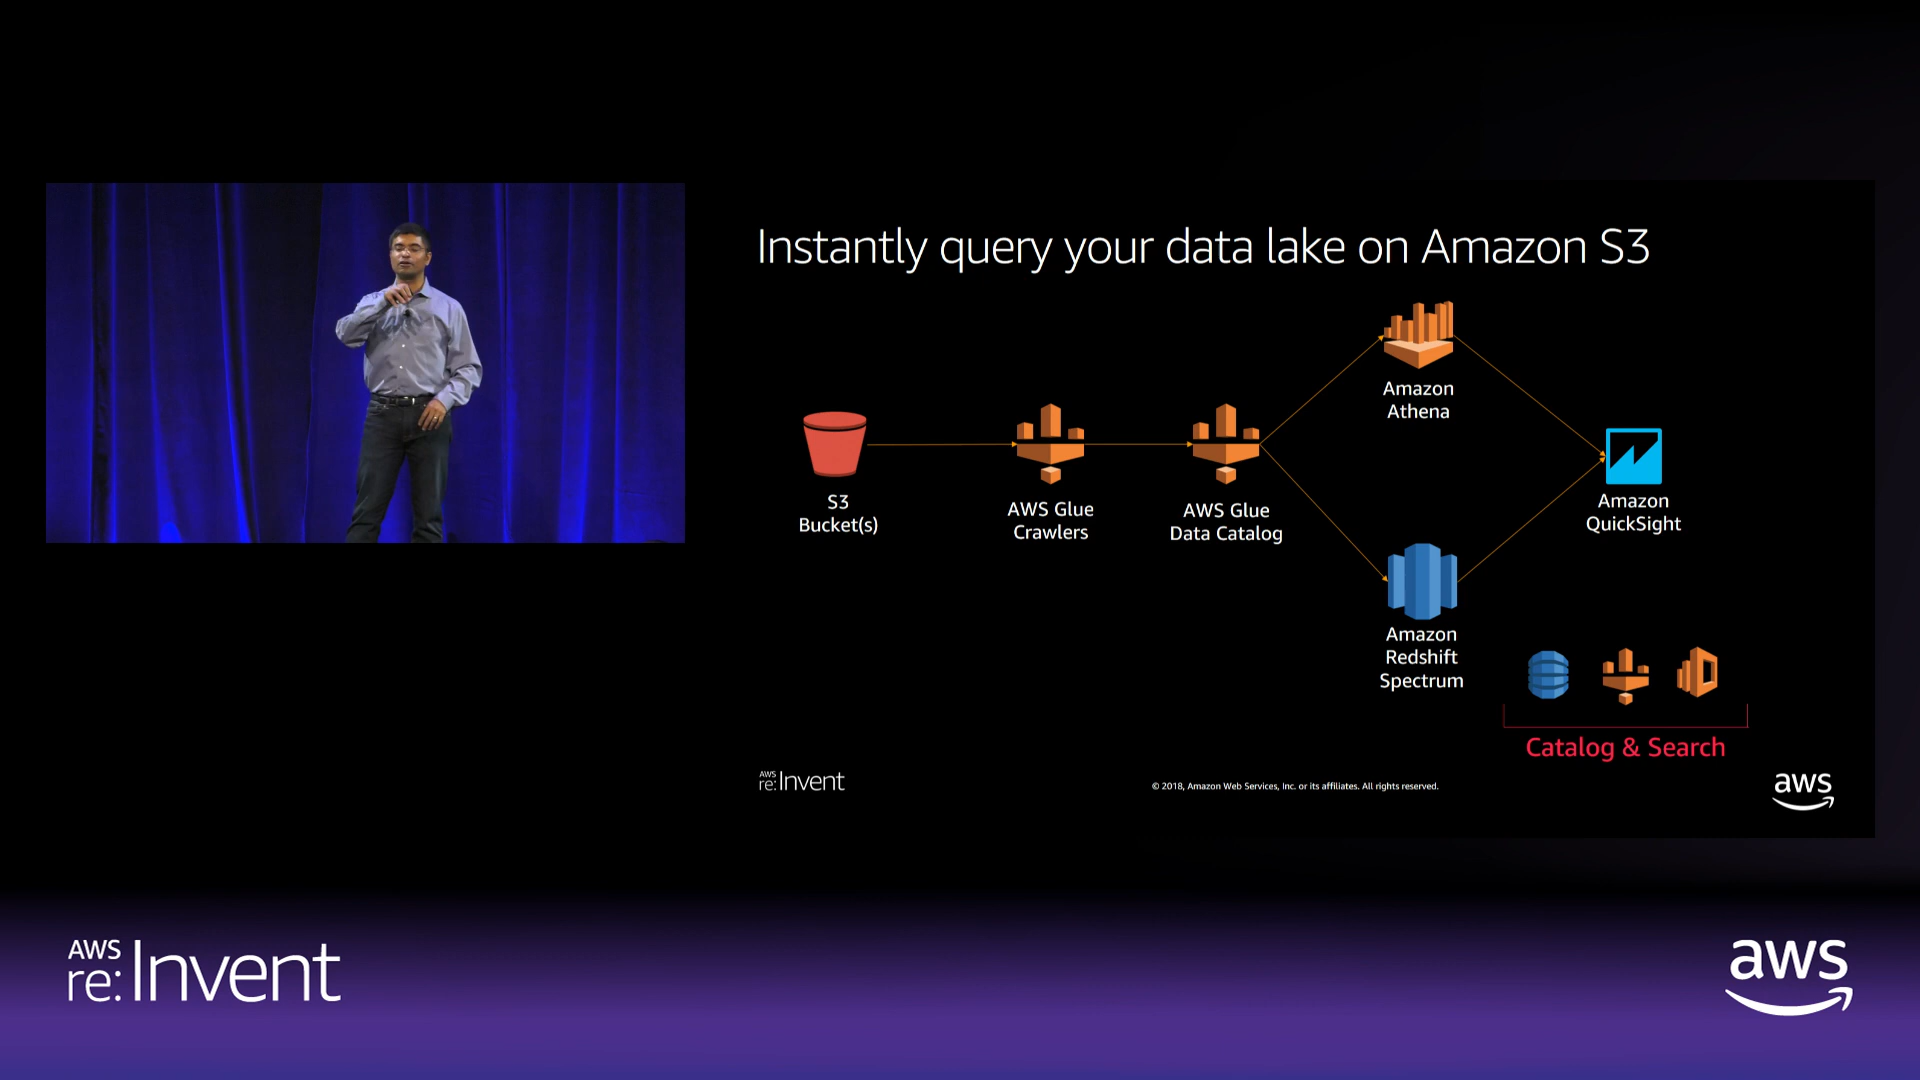 Instantly query your data lake on Amazon S3
Amazon
Athena
S3
Bucket(s)
AWS Glue
Crawlers
AWS Glue
Data Catalog
Amazon
QuickSight
Amazon
Redshift
Spectrum
Catalog & Search
AWS
re:Invent
© 2018, Amazon Web Services, Inc. or its affiliates. All rights reserved.
aws
AWS
re:Invent
aws